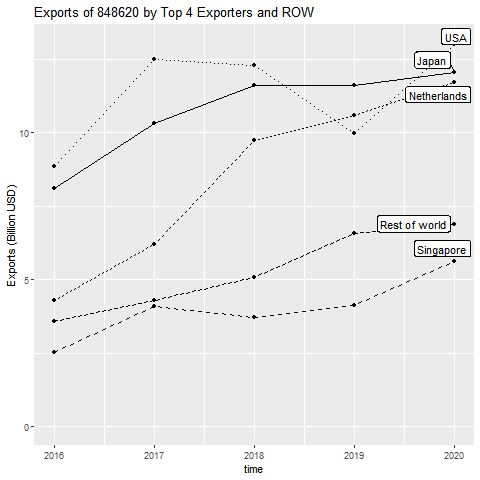 Exports of 848620 by Top 4 Exporters and ROW
USA
Japan
Netherlands
10
Rest of world
Singapore
5
0
Exports (Billion USD)
2016 2017 2018 2019 2020
time